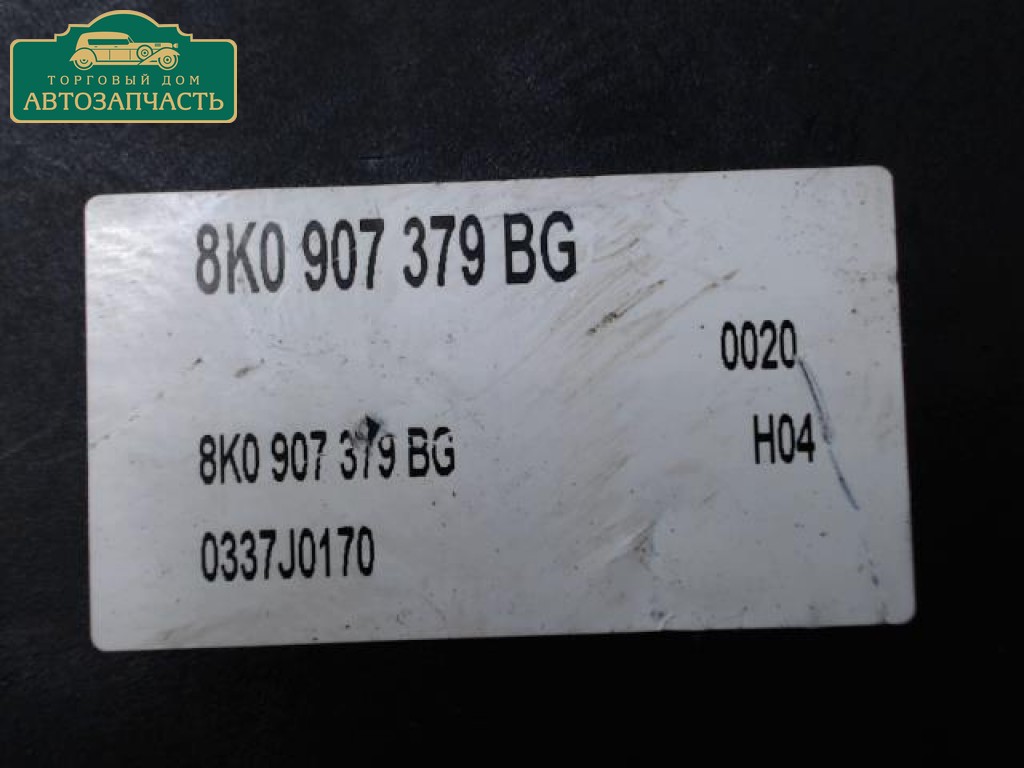 ТОРГОВЫЙ ДОМ
АВТОЗАПЧАСТЬ
8K0 907 379 BG
0020
8K0 907 379 BG
H04
0337J0170